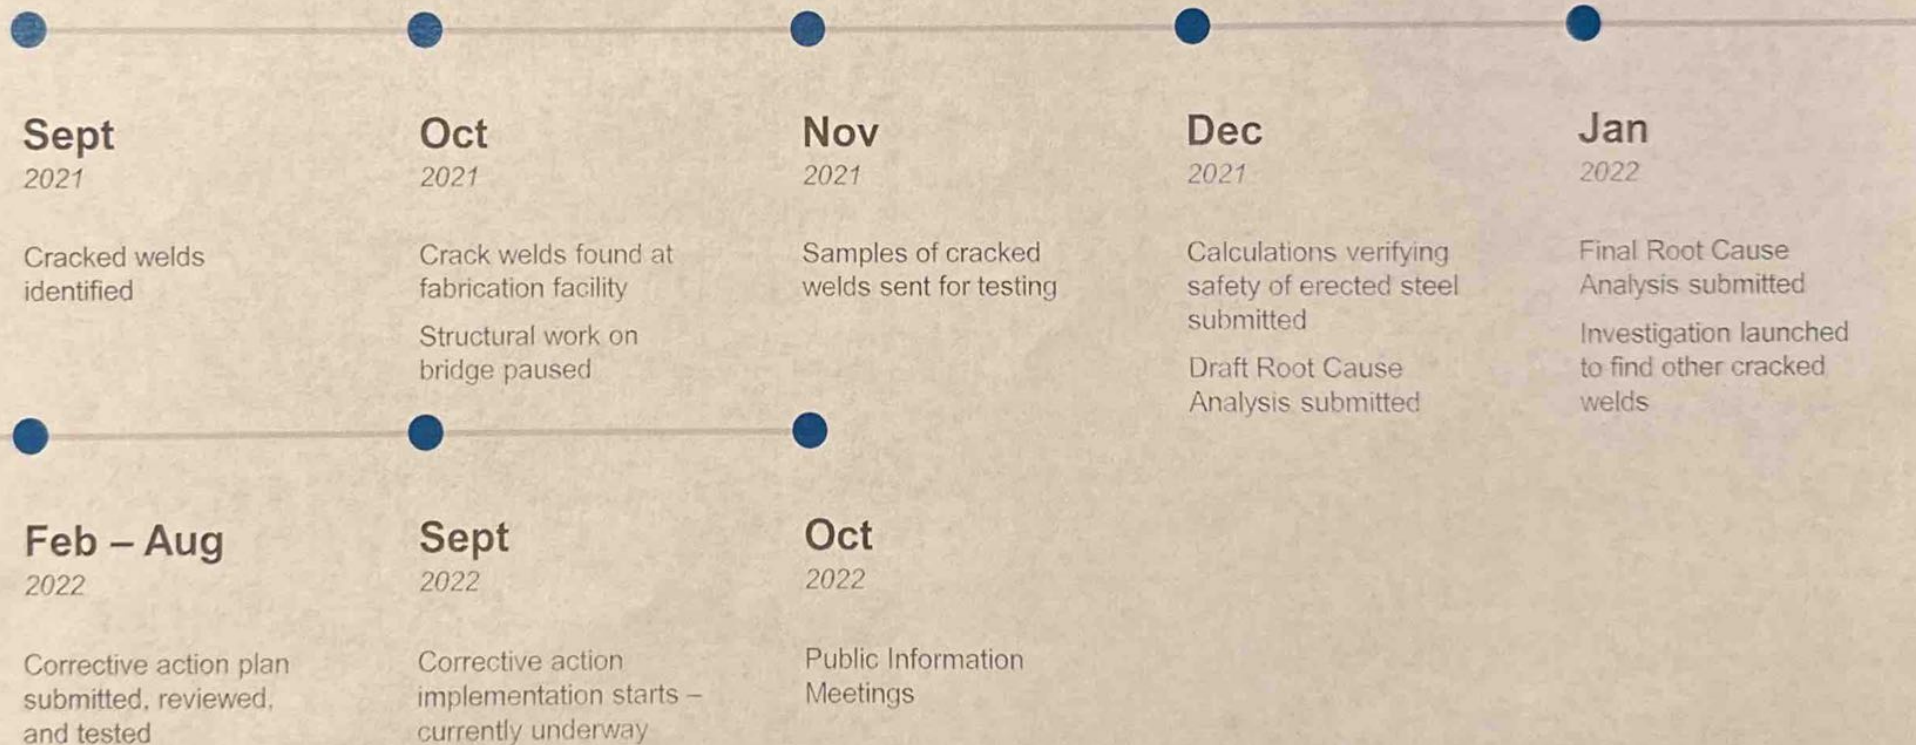 Sept
2021
Cracked welds
identified
Oct
2021
Crack welds found at
fabrication facility
Structural work on
bridge paused
Nov
2021
Samples of cracked
welds sent for testing
Dec
2021
Calculations verifying
safety of erected steel
submitted
Draft Root Cause
Analysis submitted
Jan
2022
Final Root Cause
Analysis submitted
Investigation launched
to find other cracked
welds
Feb – Aug
2022
Corrective action plan
submitted, reviewed,
and tested
Sept
2022
Corrective action
implementation starts –
currently underway
Oct
2022
Public Information
Meetings